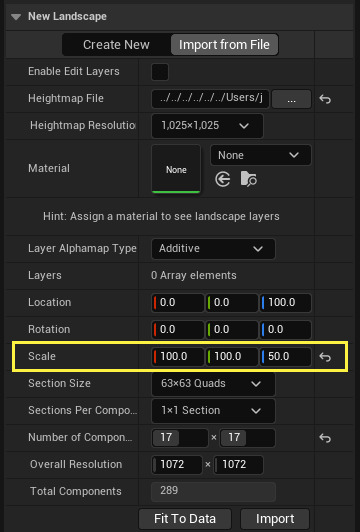 New Landscape
Create New Import from File
Enable Edit Layers
Heightmap File ../../../../../../Users/j ...
Heightmap Resolutio 1,025×1,025
None
Material None
Hint: Assign a material to see landscape layers
Layer Alphamap Type Additive
Layers 0 Array elements
Location 0.0 0.0 100.0
Rotation 0.0 0.0 0.0
Scale 100.0 100.0 50.0
Section Size 63×63 Quads
Sections Per Compo... 1×1 Section
Number of Compon... 17 × 17
Overall Resolution 1072 × 1072
Total Components 289
Fit To Data Import